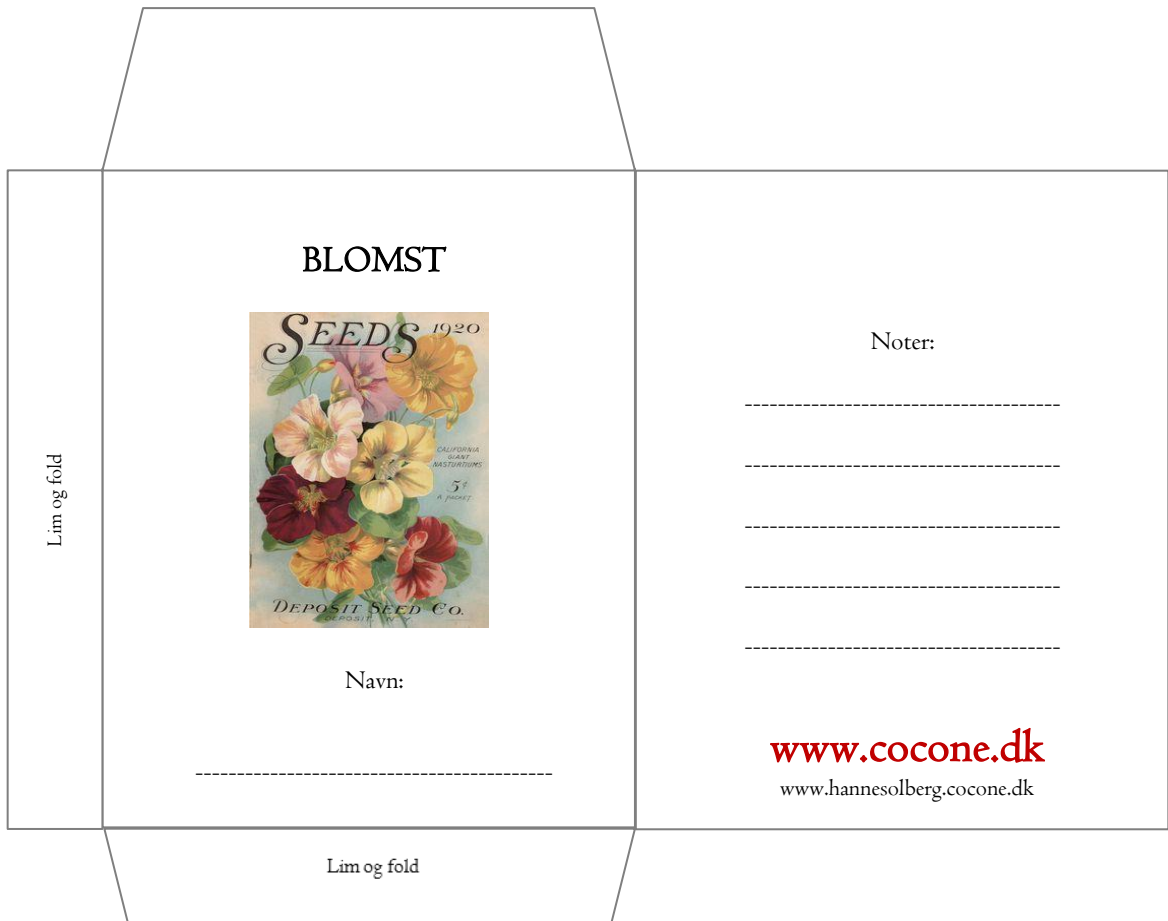 BLOMST
SEEDS 1920
CALIFORNIA
GIANT
NASTURTIUMS
5¢
A PACKET
DEPOSIT SEED CO.
DEPOSIT, N.Y.
Navn:
Lim og fold
Lim og fold
Noter:
www.cocone.dk
www.hannesolberg.cocone.dk